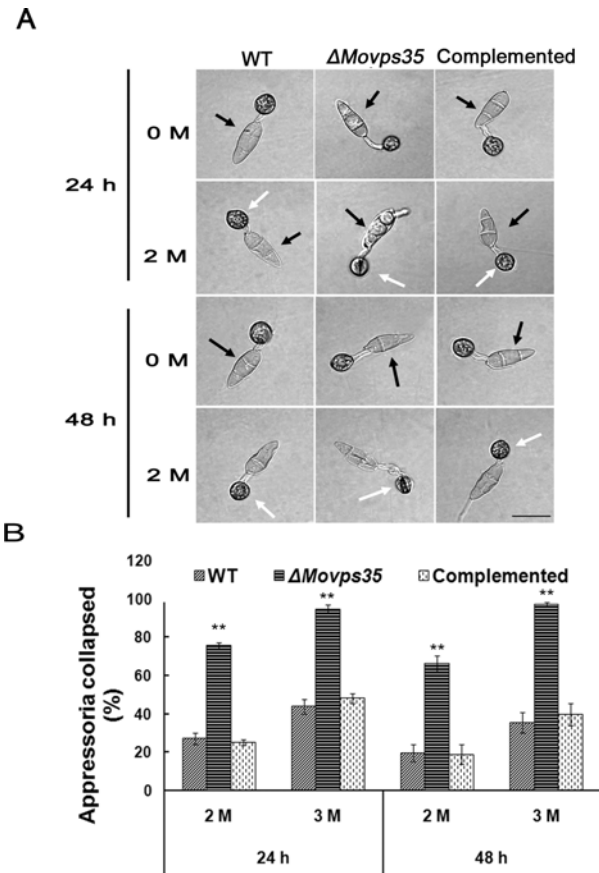 A
WT ΔMovps35 Complemented
24 h
0 M
2 M
48 h
0 M
2 M
B
Appressoria collapsed
(%)
120
100
80
60
40
20
0
WT ΔMovps35 Complemented
** ** ** **
2 M 3 M 2 M 3 M
24 h 48 h